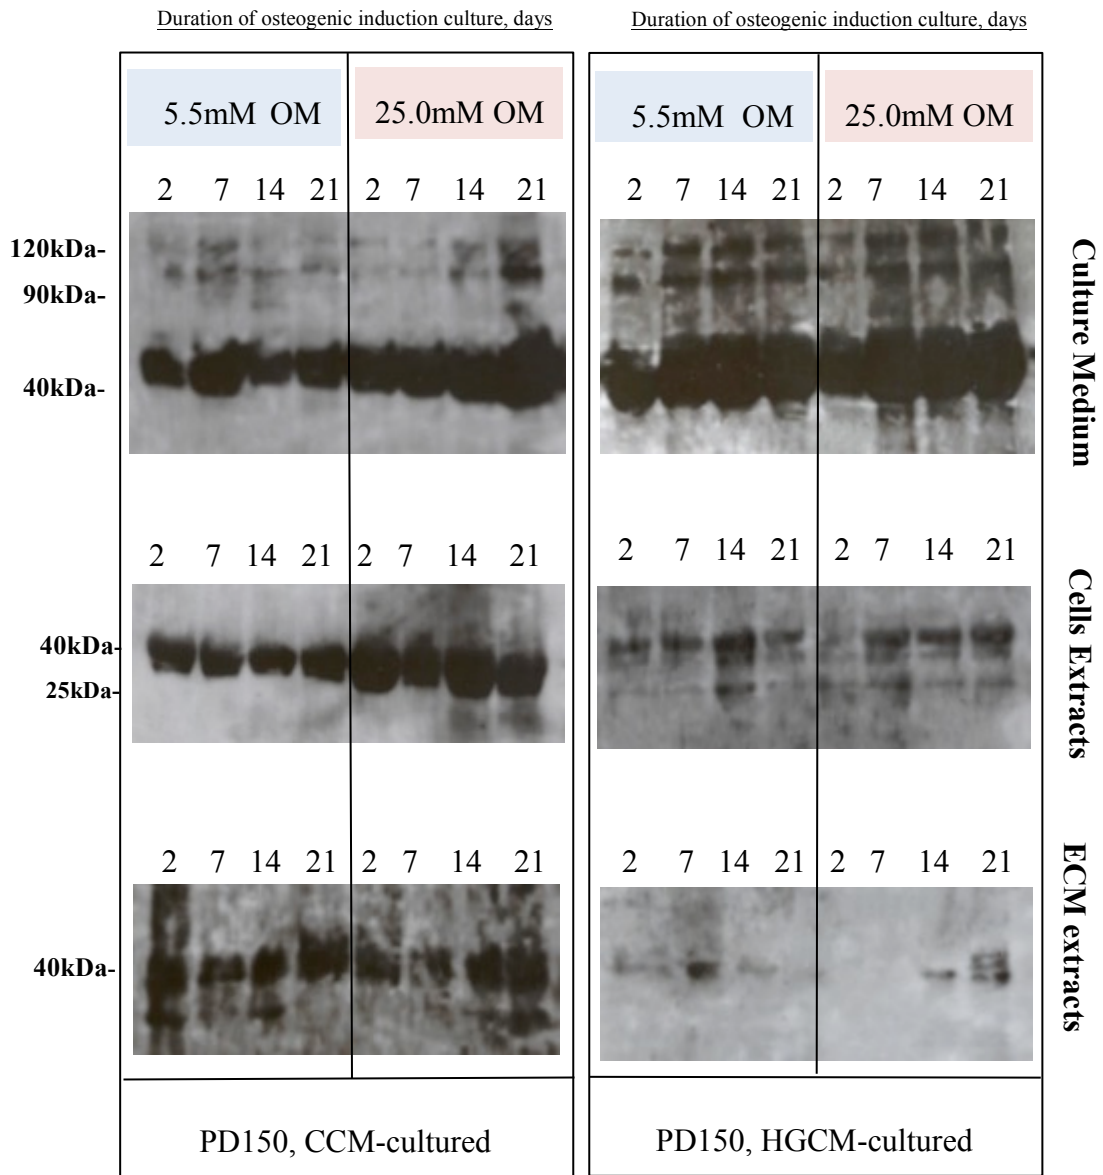 Duration of osteogenic induction culture, days Duration of osteogenic induction culture, days
5.5mM OM 25.0mM OM 5.5mM OM 25.0mM OM
2 7 14 21 2 7 14 21 2 7 14 21 2 7 14 21
120kDa-
90kDa-
40kDa-
Culture Medium
2 7 14 21 2 7 14 21 2 7 14 21 2 7 14 21
40kDa-
25kDa-
Cells Extracts
2 7 14 21 2 7 14 21 2 7 14 21 2 7 14 21
40kDa-
ECM extracts
PD150, CCM-cultured PD150, HGCM-cultured